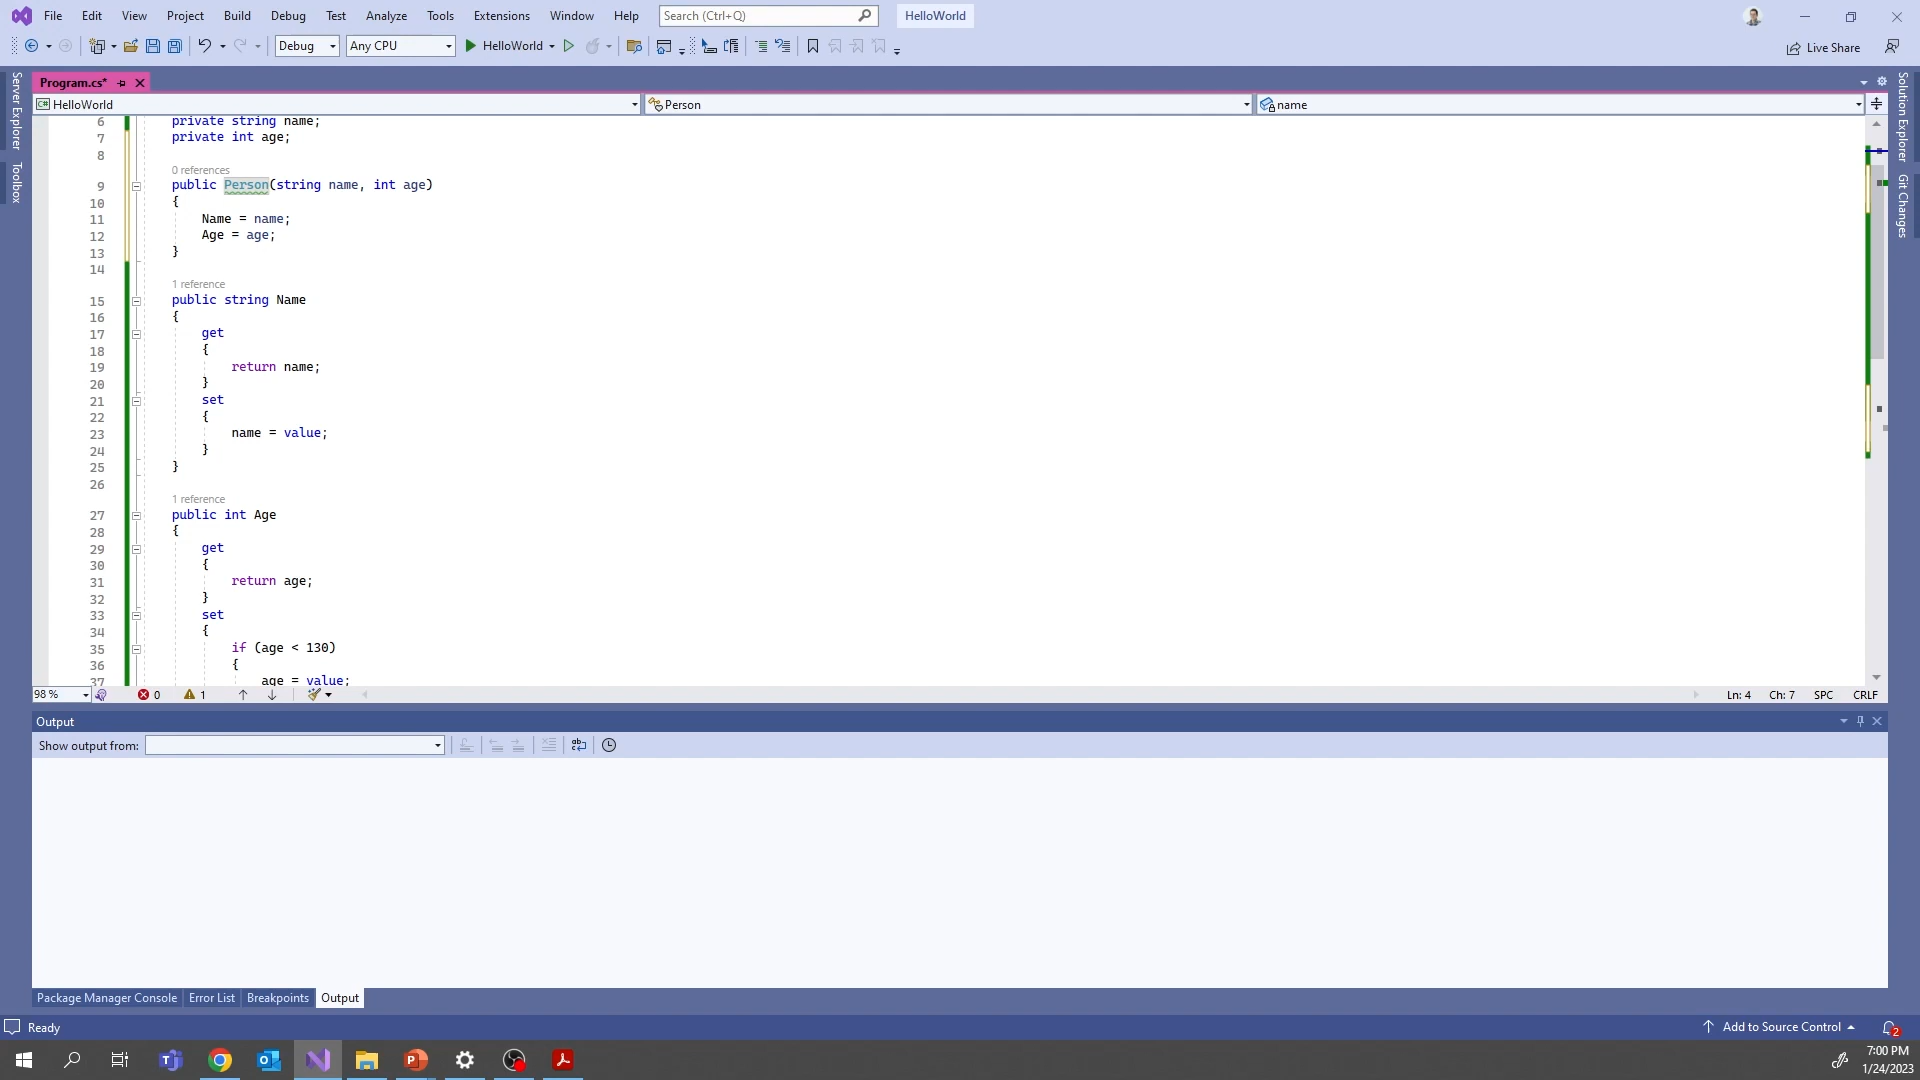 File Edit View Project Build Debug Test Analyze Tools Extensions Window Help Search (Ctrl+Q) HelloWorld
Debug Any CPU HelloWorld Live Share
Program.cs*
HelloWorld Person name
Server Explorer
Toolbox
Solution Explorer
Git Changes
6 private string name;
7 private int age;
8
0 references
9 public Person(string name, int age)
10 {
11 Name = name;
12 Age = age;
13 }
14
1 reference
15 public string Name
16 {
17 get
18 {
19 return name;
20 }
21 set
22 {
23 name = value;
24 }
25 }
26
1 reference
27 public int Age
28 {
29 get
30 {
31 return age;
32 }
33 set
34 {
35 if (age < 130)
36 {
37 age = value;
98 % 0 1 Ln: 4 Ch: 7 SPC CRLF
Output
Show output from:
Package Manager Console Error List Breakpoints Output
Ready Add to Source Control 2
7:00 PM
1/24/2023